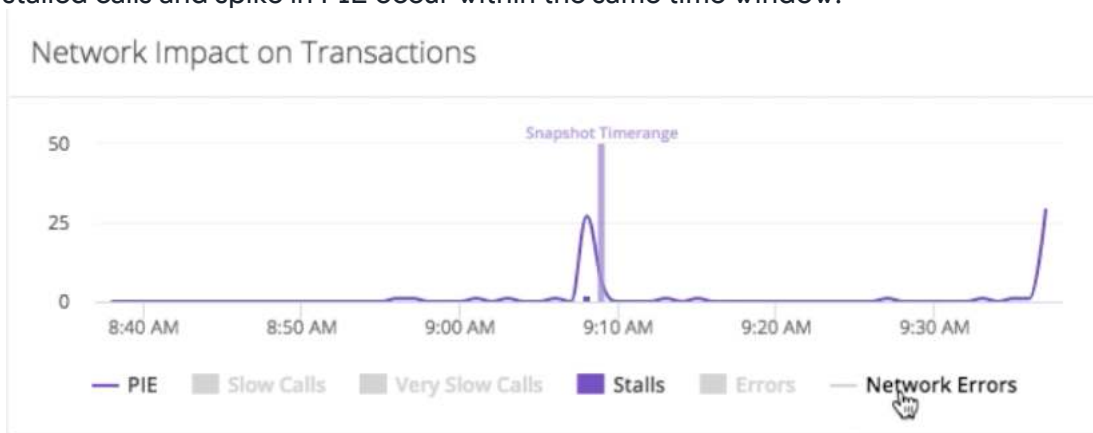 stalled calls and spike in PIE occur within the same time window.
Network Impact on Transactions
Snapshot Timerange
50
25
0
8:40 AM 8:50 AM 9:00 AM 9:10 AM 9:20 AM 9:30 AM
PIE Slow Calls Very Slow Calls Stalls Errors Network Errors